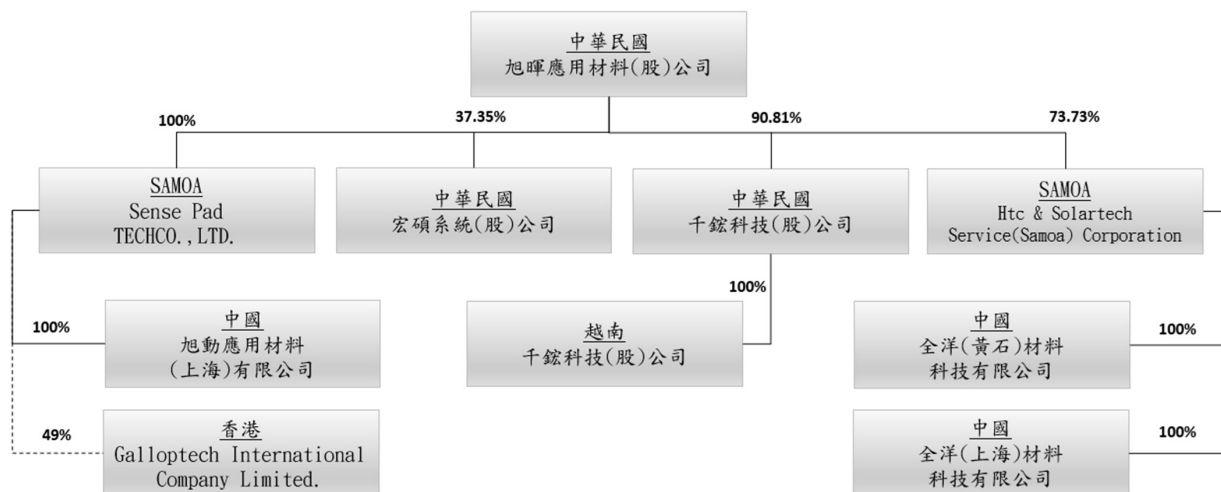 中華民國
旭暉應用材料(股)公司
100%
37.35%
90.81%
73.73%
SAMOA
Sense Pad
TECHCO.,LTD.
中華民國
宏碩系統(股)公司
中華民國
千鋐科技(股)公司
SAMOA
Htc & Solartech
Service(Samoa) Corporation
100%
中國
旭動應用材料
(上海)有限公司
100%
越南
千鋐科技(股)公司
中國
全洋(黃石)材料
科技有限公司
100%
49%
香港
Galloptech International
Company Limited.
中國
全洋(上海)材料
科技有限公司
100%